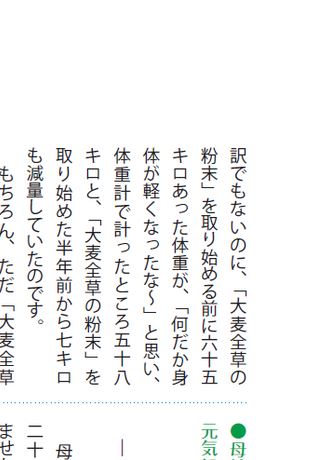 訳でもないのに、「大麦全草の
粉末」を取り始める前に六十五
キロあった体重が、「何だか身
体が軽くなったな～」と思い、
体重計で計ったところ五十八
キロと、「大麦全草の粉末」を
取り始めた半年前から七キロ
も減量していたのです。
もちろん、ただ「大麦全草
●母
元気
―
母
二十
ませ